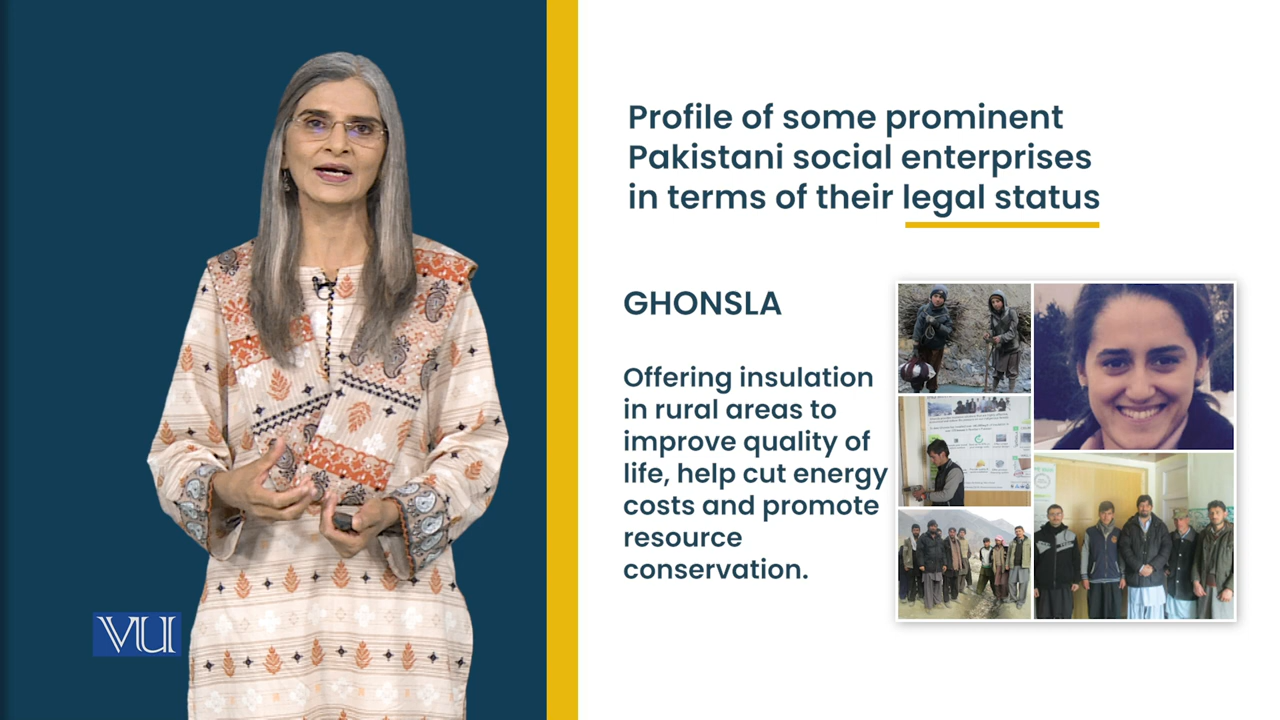 Profile of some prominent
Pakistani social enterprises
in terms of their legal status
GHONSLA
Offering insulation
in rural areas to
improve quality of
life, help cut energy
costs and promote
resource
conservation.
VU